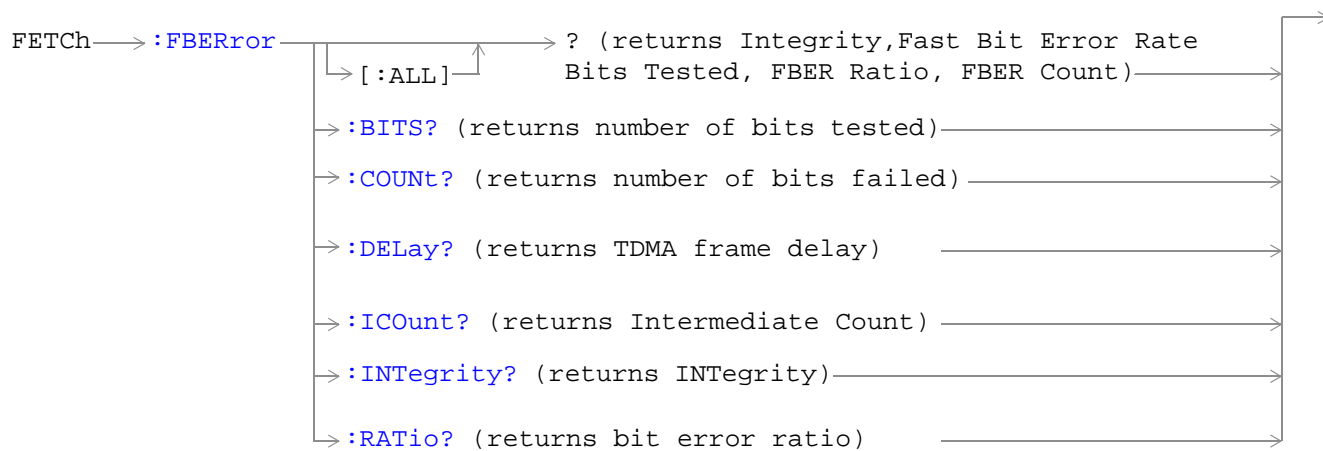 FETCh :FBERror ? (returns Integrity,Fast Bit Error Rate
[:ALL] Bits Tested, FBER Ratio, FBER Count)
:BITS? (returns number of bits tested)
:COUNt? (returns number of bits failed)
:DELay? (returns TDMA frame delay)
:ICOunt? (returns Intermediate Count)
:INTegrity? (returns INTegrity)
:RATio? (returns bit error ratio)